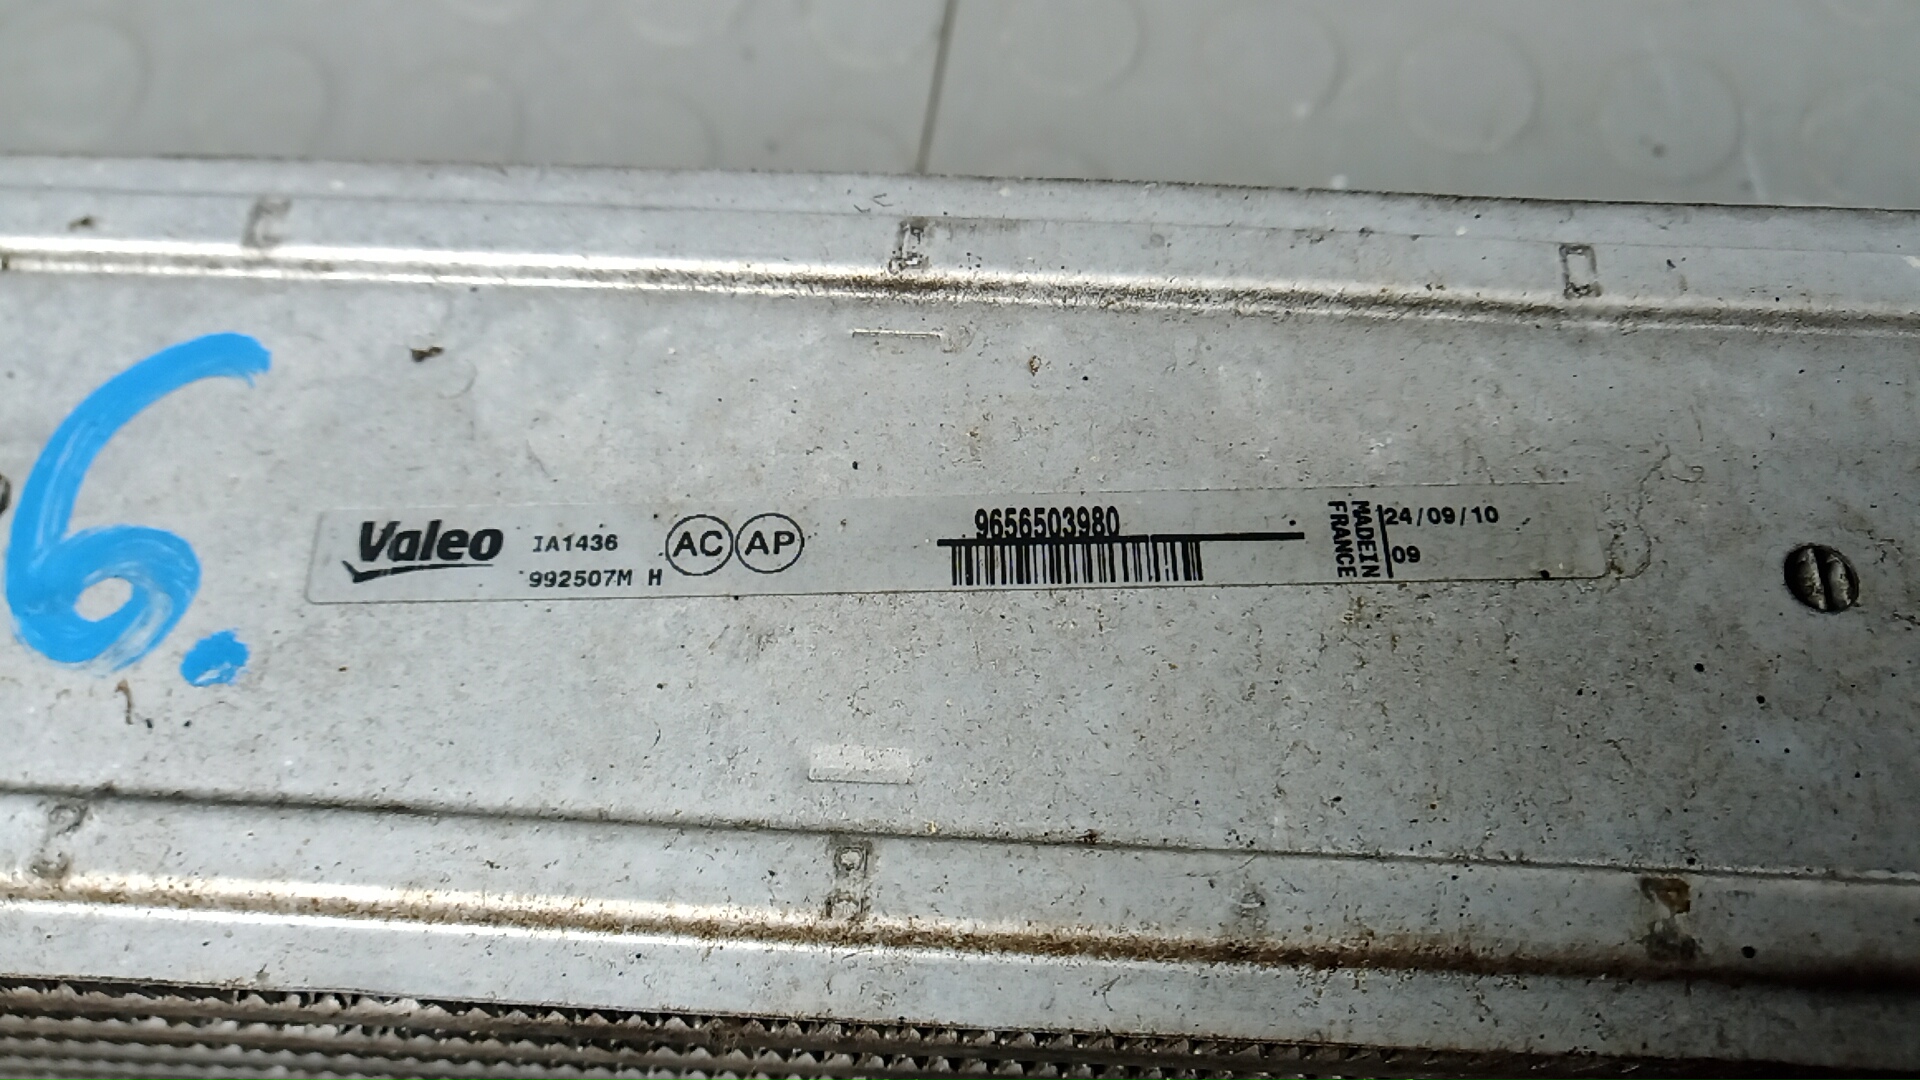 6.
Valeo
IA1436
992507M H
AC AP
9656503980
MADE IN
FRANCE
24/09/10
09